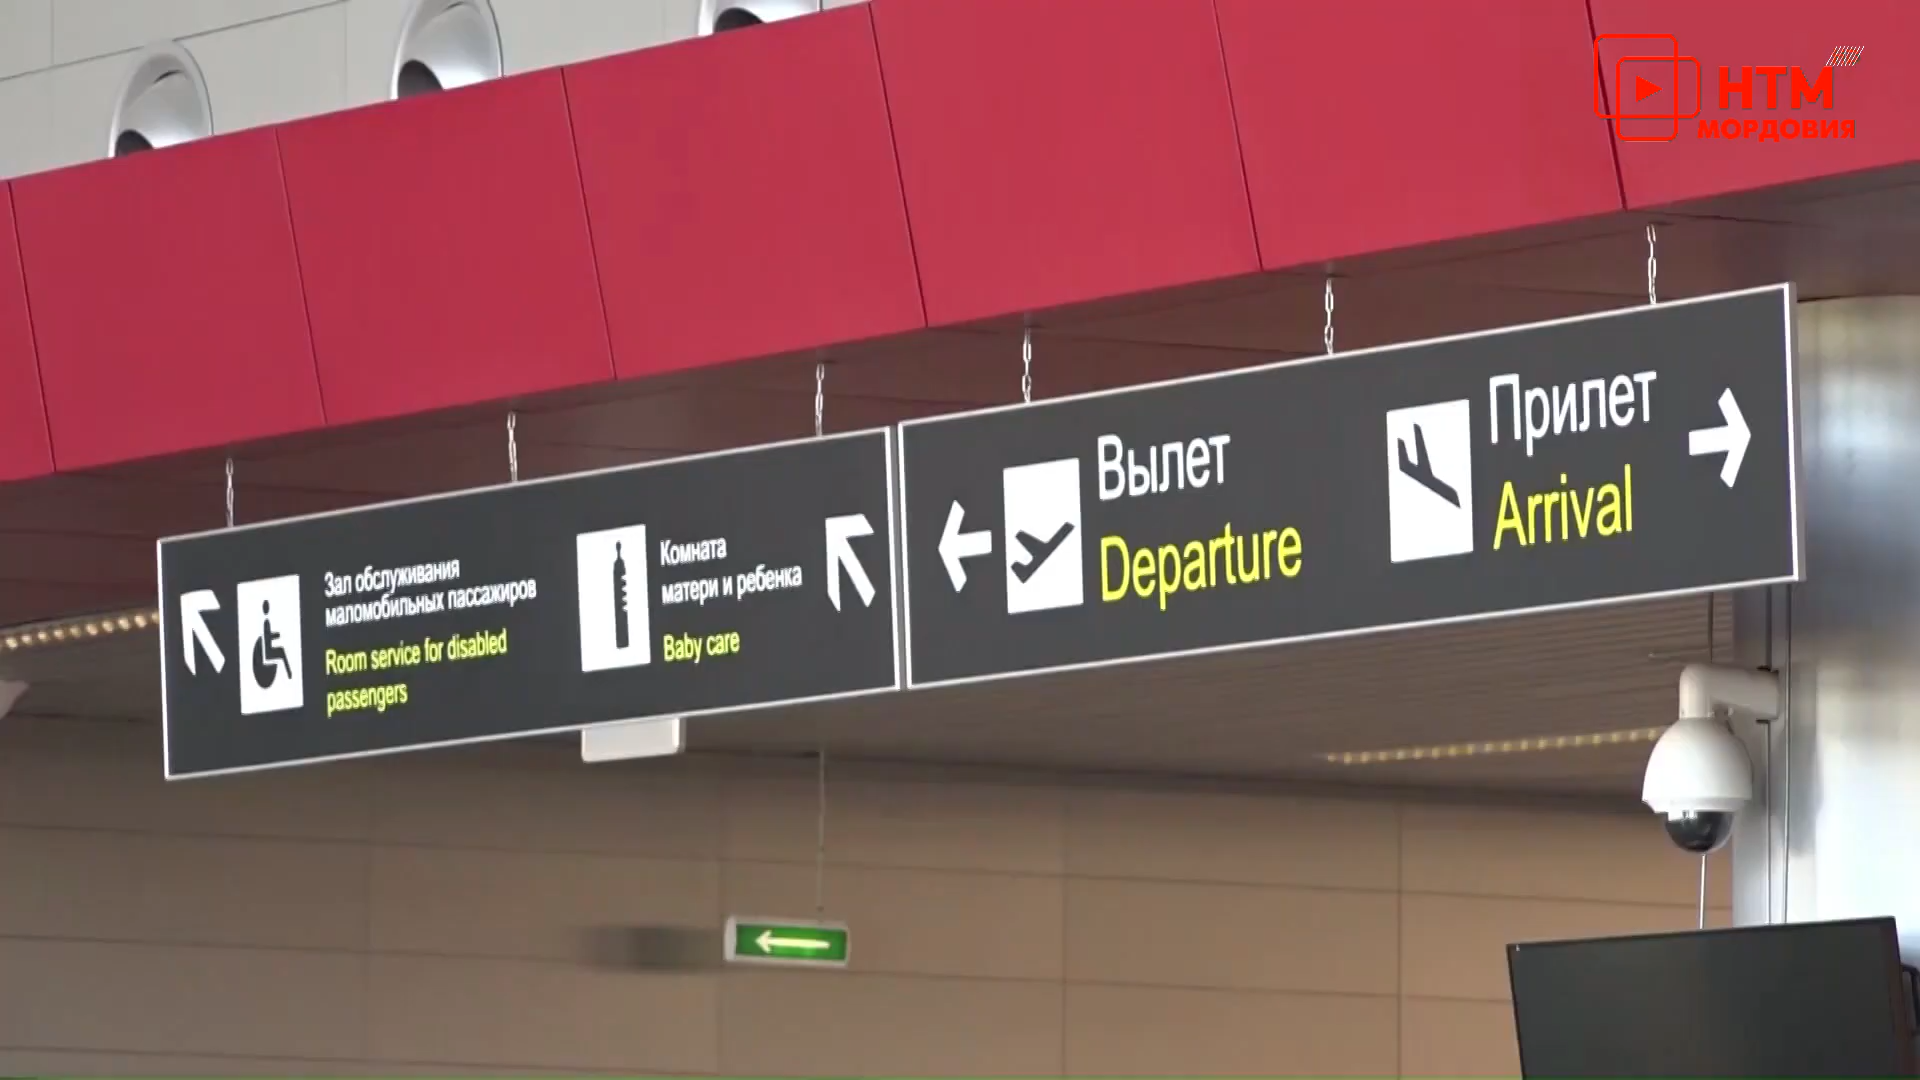 НТМ
МОРДОВИЯ
Зал обслуживания
маломобильных пассажиров
Room service for disabled
passengers
Комната
матери и ребенка
Baby care
Вылет
Departure
Прилет
Arrival